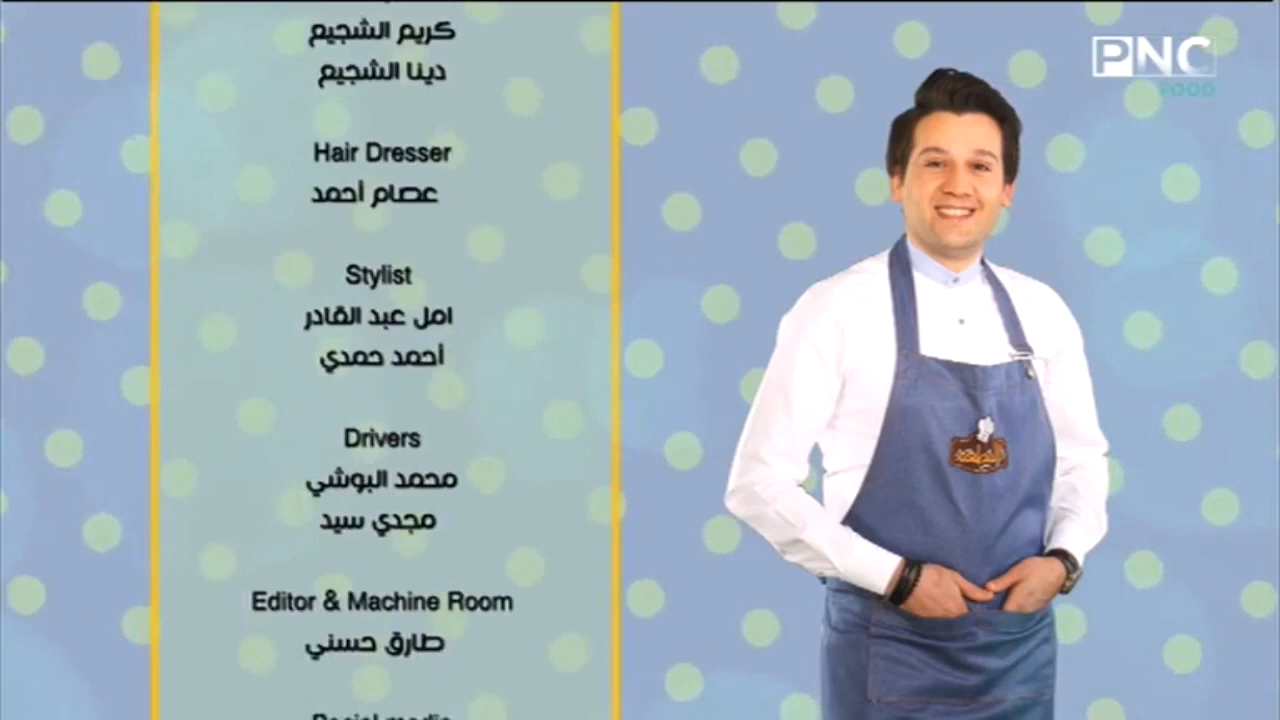 كريم الشجيع
دينا الشجيع
Hair Dresser
عصام أحمد
Stylist
امل عبد القادر
أحمد حمدي
Drivers
محمد البوشي
مجدي سيد
Editor & Machine Room
طارق حسني
PNC
FOOD